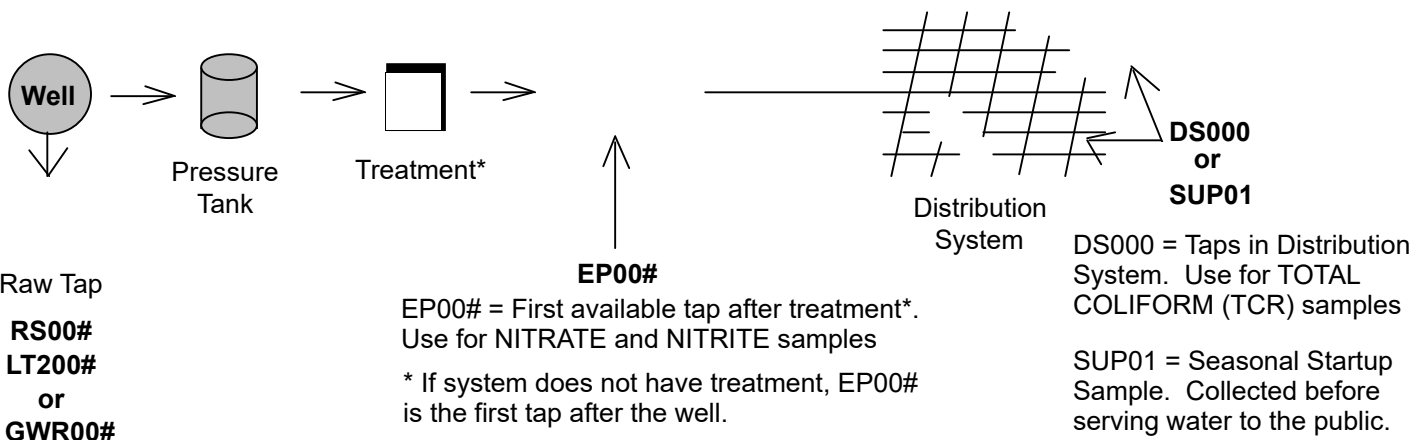 Well
Pressure
Tank
Treatment*
Distribution
System
DS000
or
SUP01
Raw Tap
RS00#
LT200#
or
GWR00#
EP00#
EP00# = First available tap after treatment*.
Use for NITRATE and NITRITE samples
* If system does not have treatment, EP00#
is the first tap after the well.
DS000 = Taps in Distribution
System. Use for TOTAL
COLIFORM (TCR) samples
SUP01 = Seasonal Startup
Sample. Collected before
serving water to the public.